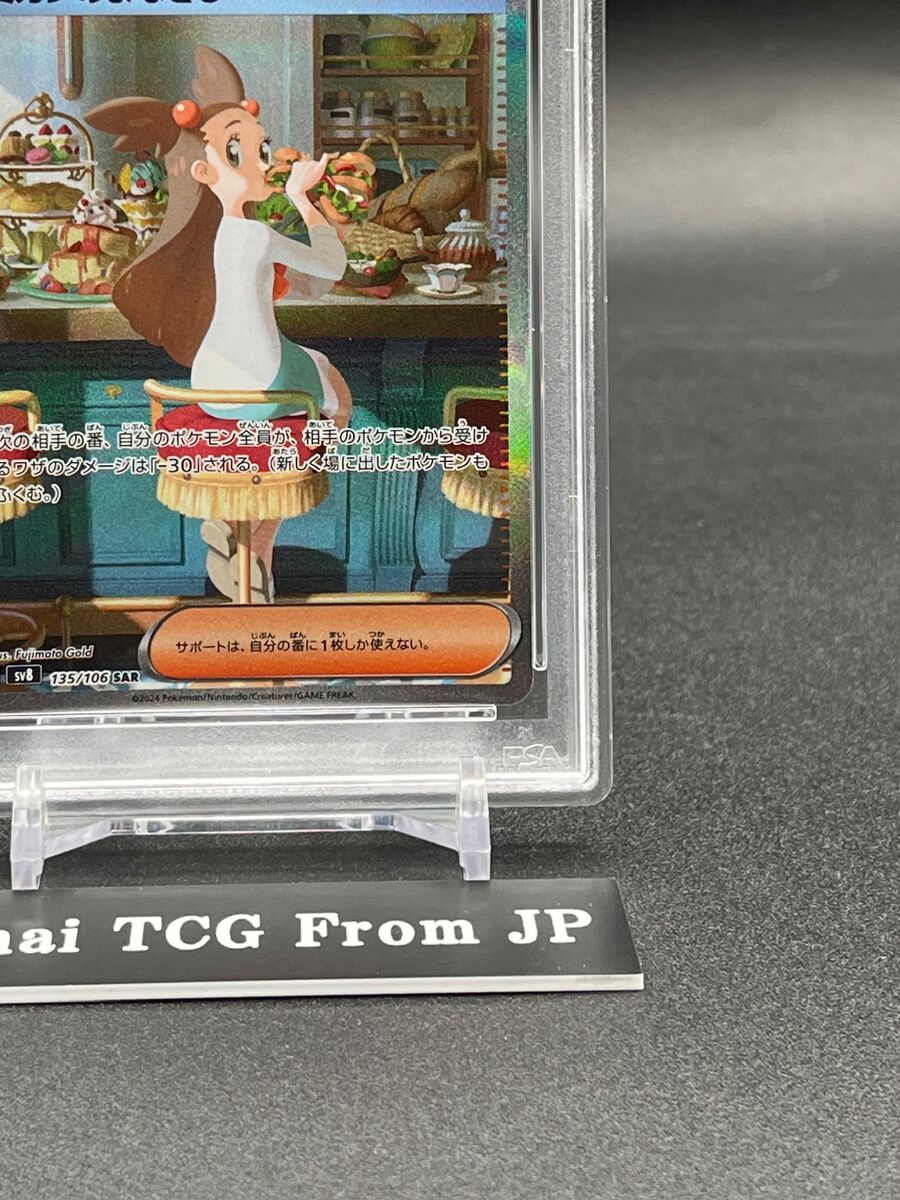 次の相手の番、自分のポケモン全員が、相手のポケモンから受け
るワザのダメージは「-30」される。(新しく場に出したポケモンも
ふくむ。)
サポートは、自分の番に1枚しか使えない。
us. Fujimoto Gold
sv8 135/106 SAR
©2024 Pokémon/Nintendo/Creatures/GAME FREAK.
PSA
nai TCG From JP